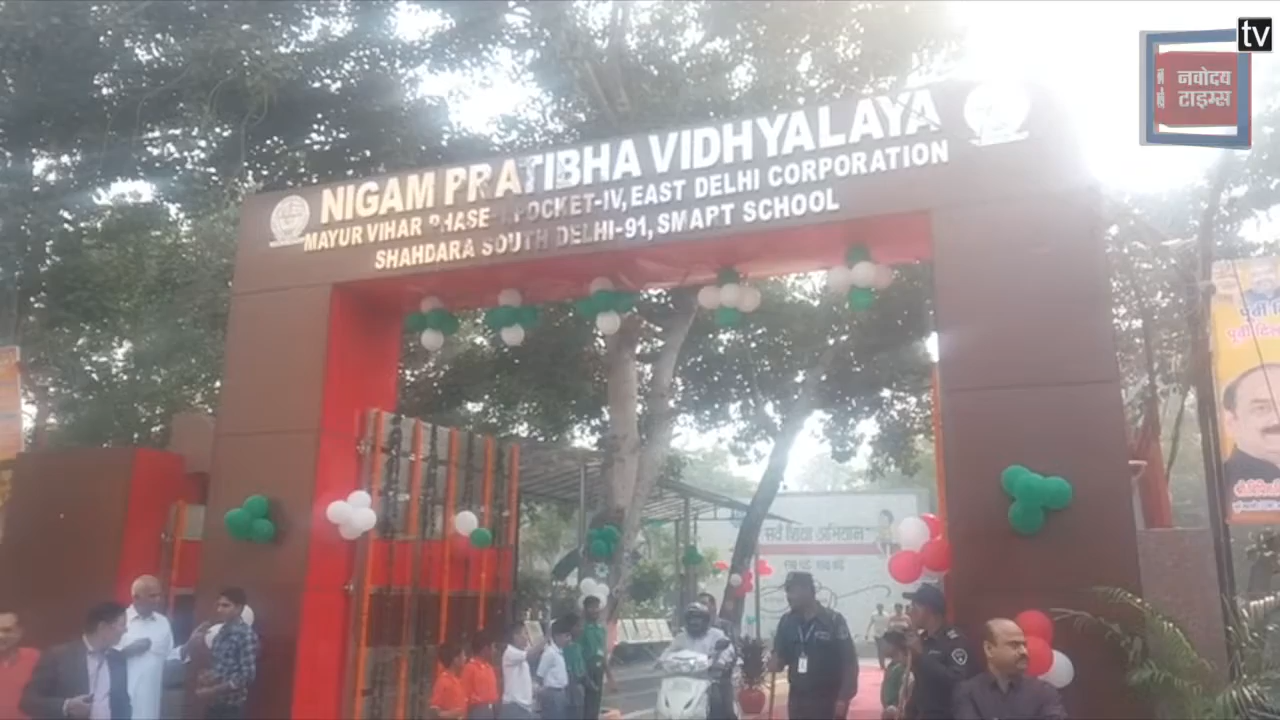 tv
नवोदय
टाइम्स
NIGAM PRATIBHA VIDHYALAYA
MAYUR VIHAR PHASE-I, POCKET-IV, EAST DELHI CORPORATION
SHAHDARA SOUTH DELHI-91, SMAPT SCHOOL
सर्व शिक्षा अभियान
पूर्वी
पूर्वी